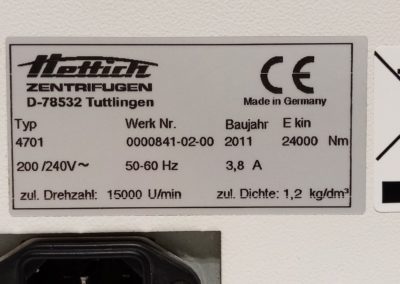 Hettich
ZENTRIFUGEN
D-78532 Tuttlingen
CE
Made in Germany
Typ Werk Nr. Baujahr E kin
4701 0000841-02-00 2011 24000 Nm
200/240V~ 50-60 Hz 3,8 A
zul. Drehzahl: 15000 U/min zul. Dichte: 1,2 kg/dm³